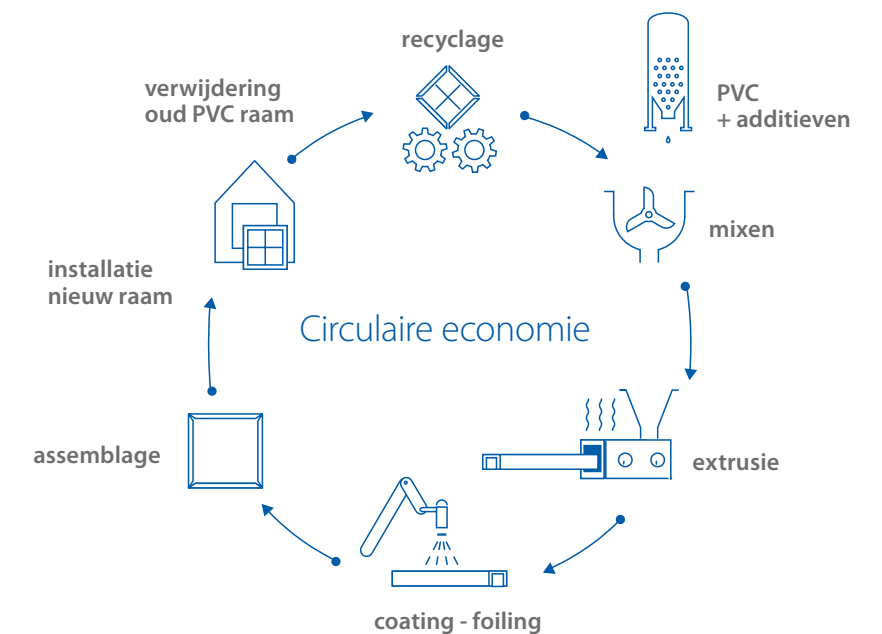 recyclage
verwijdering
oud PVC raam
PVC
+ additieven
mixen
installatie
nieuw raam
Circulaire economie
assemblage
extrusie
coating - foiling